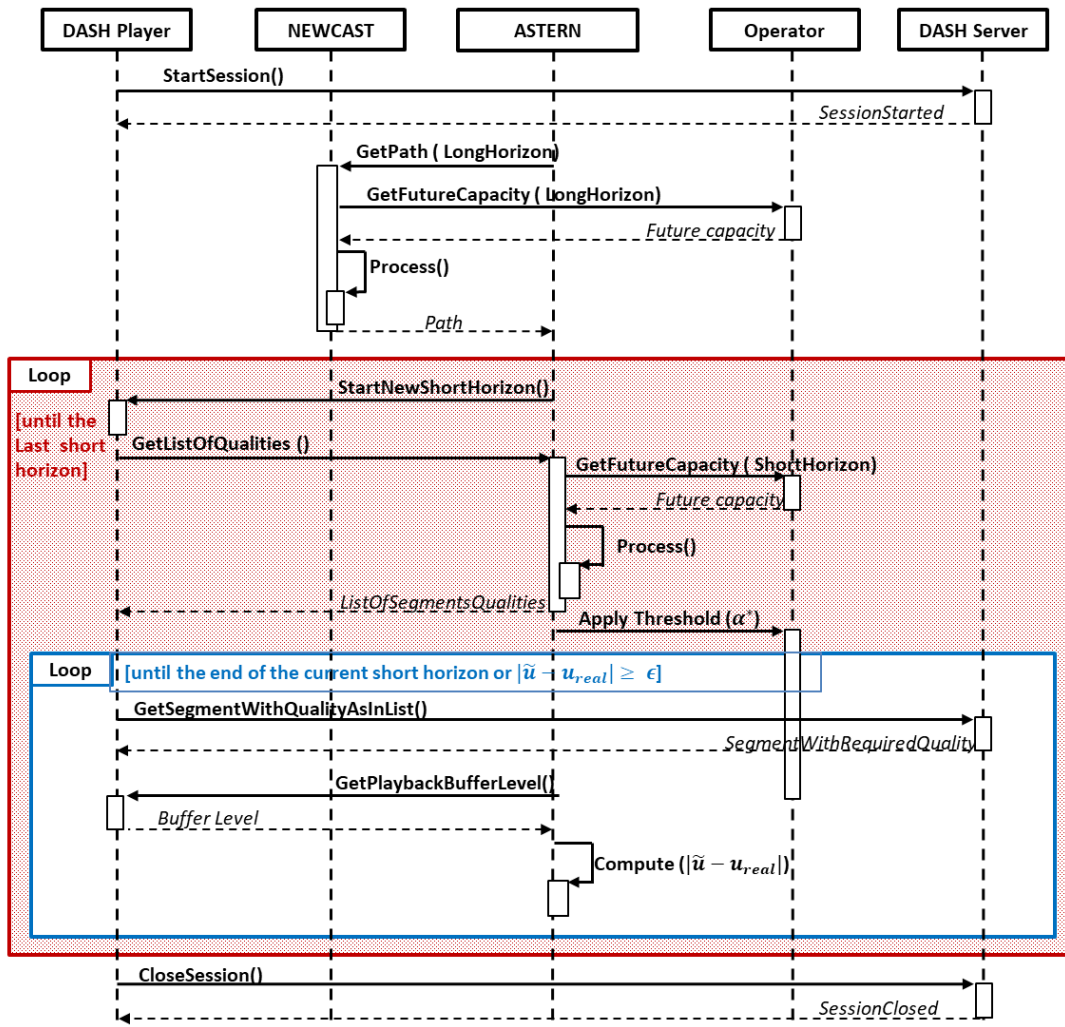 DASH Player
NEWCAST
ASTERN
Operator
DASH Server
StartSession()
SessionStarted
GetPath ( LongHorizon)
GetFutureCapacity ( LongHorizon)
Future capacity
Process()
Path
Loop
StartNewShortHorizon()
[until the
Last short
horizon]
GetListOfQualities ()
GetFutureCapacity ( ShortHorizon)
Future capacity
Process()
ListOfSegmentsQualities
Apply Threshold (α*)
Loop
[until the end of the current short horizon or |ũ − u_real| ≥ ϵ]
GetSegmentWithQualityAsInList()
SegmentWithRequiredQuality
GetPlaybackBufferLevel()
Buffer Level
Compute (|ũ − u_real|)
CloseSession()
SessionClosed